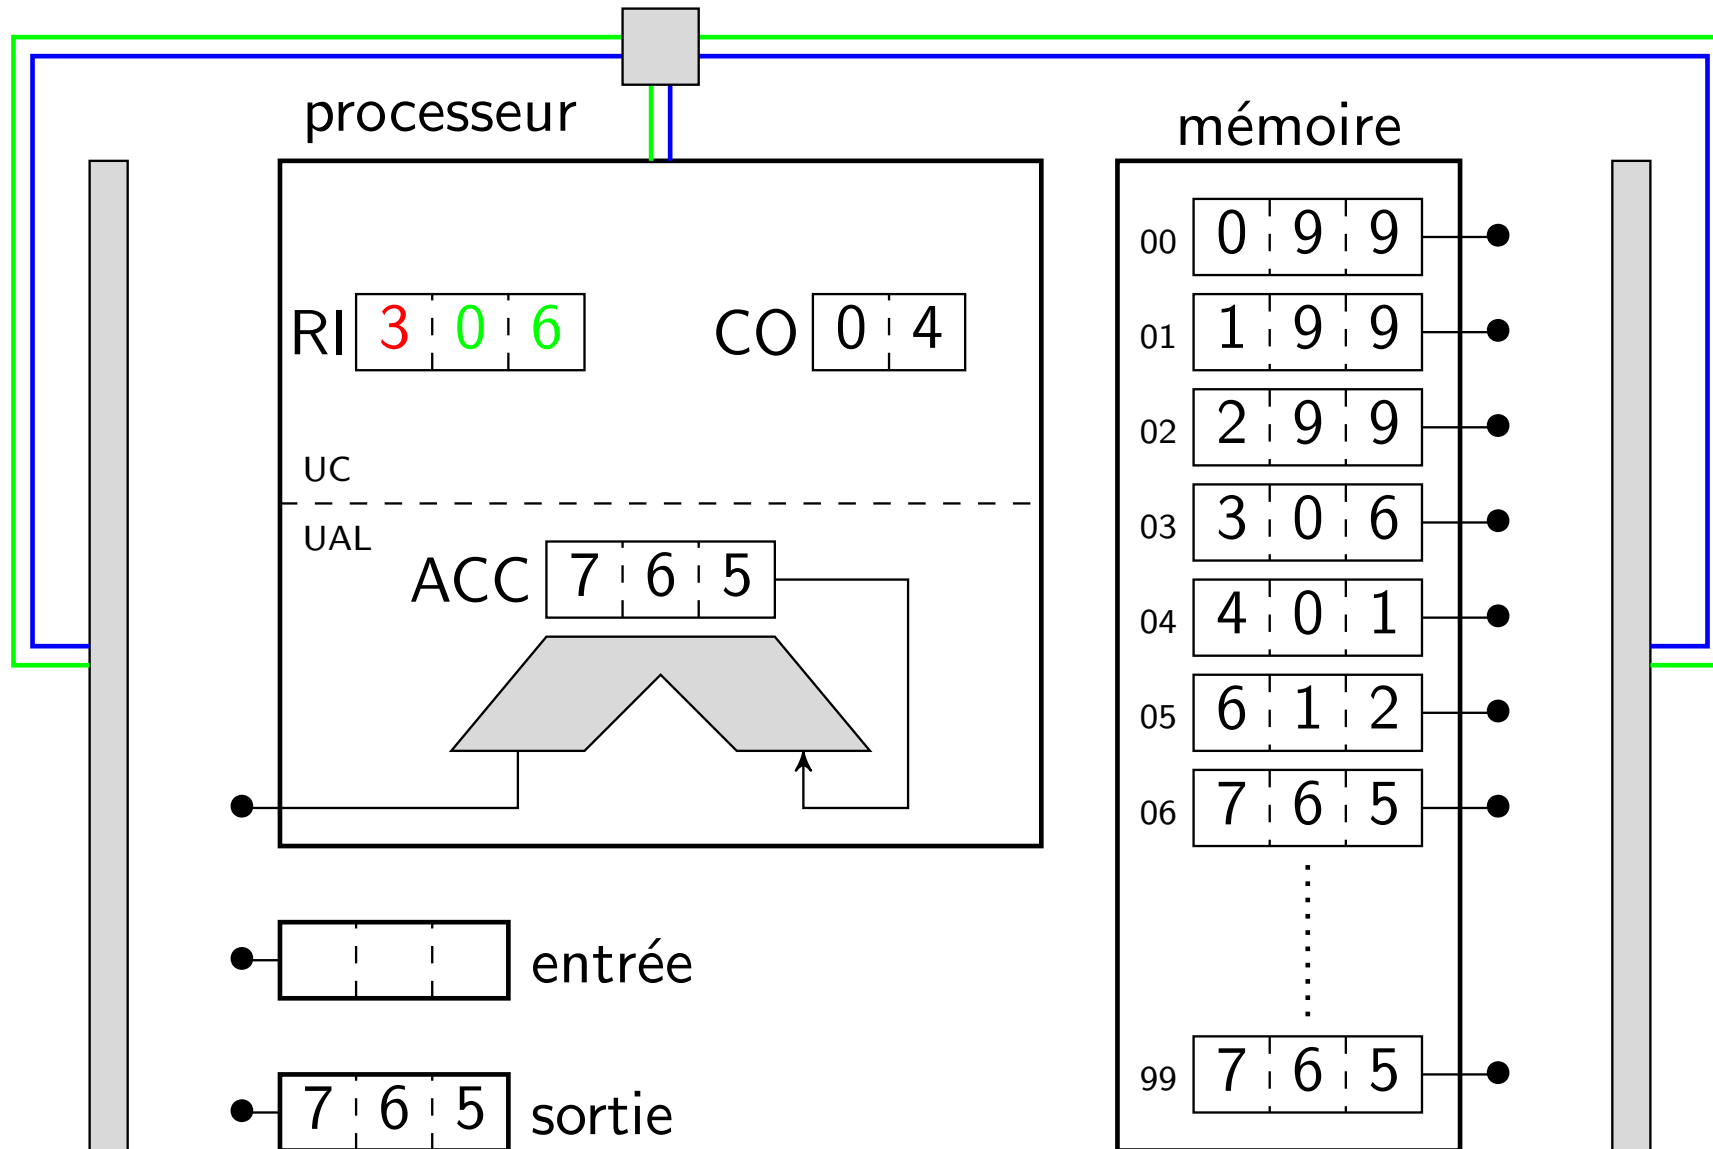 processeur
mémoire
00 0 9 9
RI 3 0 6
CO 0 4
01 1 9 9
02 2 9 9
UC
03 3 0 6
UAL
ACC 7 6 5
04 4 0 1
05 6 1 2
06 7 6 5
entrée
99 7 6 5
7 6 5 sortie